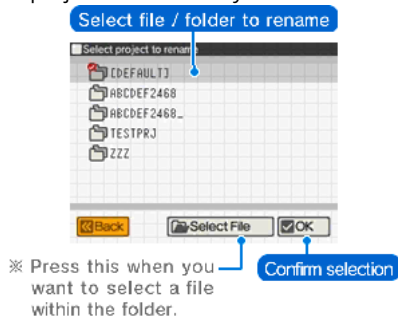 Select file / folder to rename
Select project to rename
[DEFAULT]
ABCDEF2468
ABCDEF2468_
TESTPRJ
ZZZ
Back Select File OK
※ Press this when you
want to select a file
within the folder.
Confirm selection